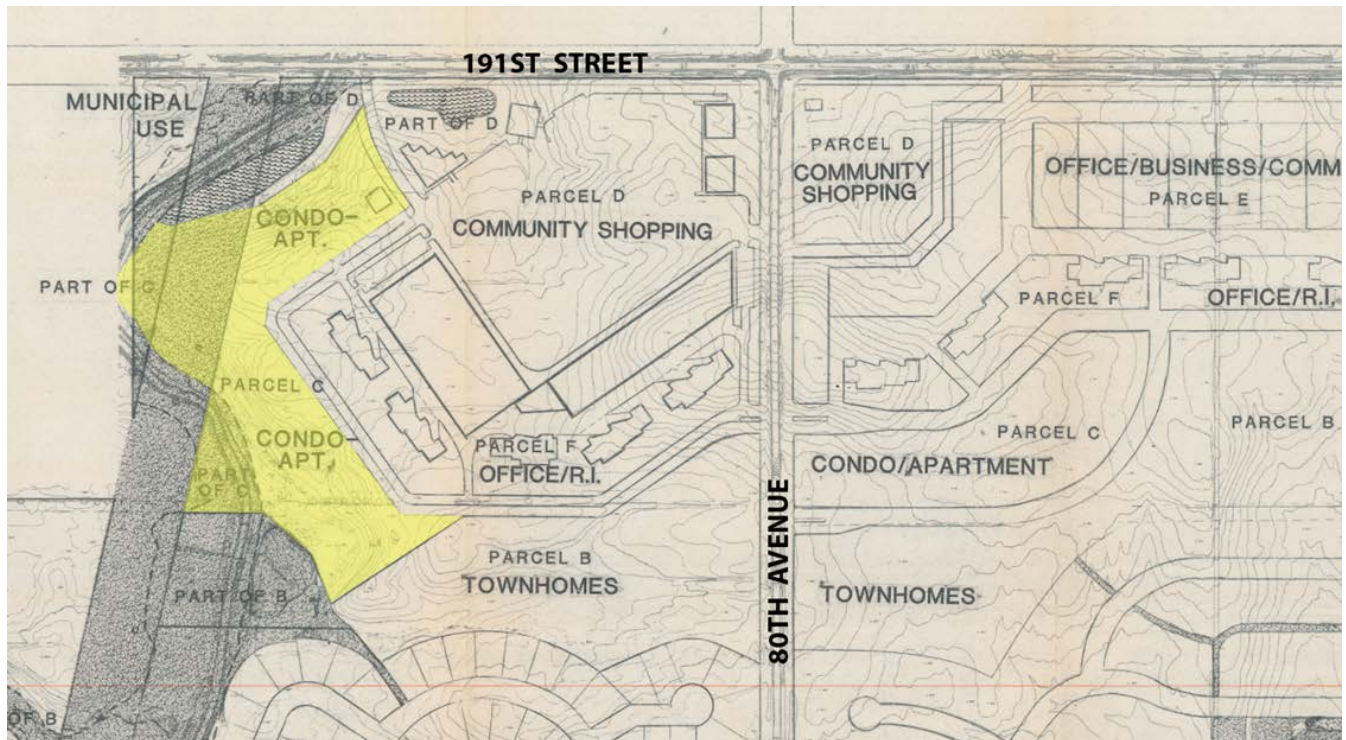 191ST STREET
MUNICIPAL
USE
PART OF D
PART OF D
PARCEL D
COMMUNITY
SHOPPING
OFFICE/BUSINESS/COMM
PARCEL E
CONDO-
APT.
PARCEL D
COMMUNITY SHOPPING
PART OF C
PARCEL F
OFFICE/R.I.
PARCEL C
CONDO-
APT.
PART
OF C
PARCEL F
OFFICE/R.I.
PARCEL C
CONDO/APARTMENT
PARCEL B
80TH AVENUE
PARCEL B
TOWNHOMES
PART OF B
TOWNHOMES
OF B